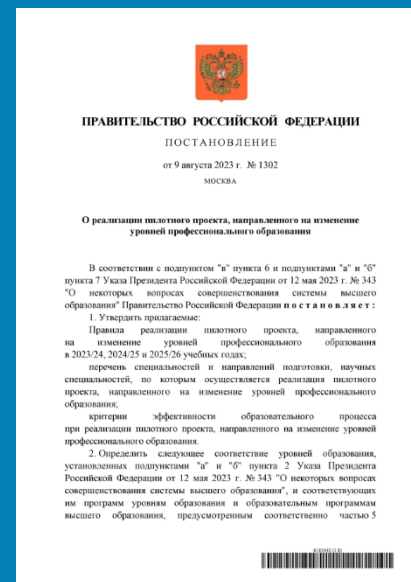 ПРАВИТЕЛЬСТВО РОССИЙСКОЙ ФЕДЕРАЦИИ
ПОСТАНОВЛЕНИЕ
от 9 августа 2023 г. № 1302
МОСКВА
О реализации пилотного проекта, направленного на изменение
уровней профессионального образования
В соответствии с подпунктом "в" пункта 6 и подпунктами "а" и "б"
пункта 7 Указа Президента Российской Федерации от 12 мая 2023 г. № 343
"О некоторых вопросах совершенствования системы высшего
образования" Правительство Российской Федерации п о с т а н о в л я е т :
1. Утвердить прилагаемые:
Правила реализации пилотного проекта, направленного
на изменение уровней профессионального образования
в 2023/24, 2024/25 и 2025/26 учебных годах;
перечень специальностей и направлений подготовки, научных
специальностей, по которым осуществляется реализация пилотного
проекта, направленного на изменение уровней профессионального
образования;
критерии эффективности образовательного процесса
при реализации пилотного проекта, направленного на изменение уровней
профессионального образования.
2. Определить следующее соответствие уровней образования,
установленных подпунктами "а" и "б" пункта 2 Указа Президента
Российской Федерации от 12 мая 2023 г. № 343 "О некоторых вопросах
совершенствования системы высшего образования", и соответствующих
им программ уровням образования и образовательным программам
высшего образования, предусмотренным соответственно частью 5